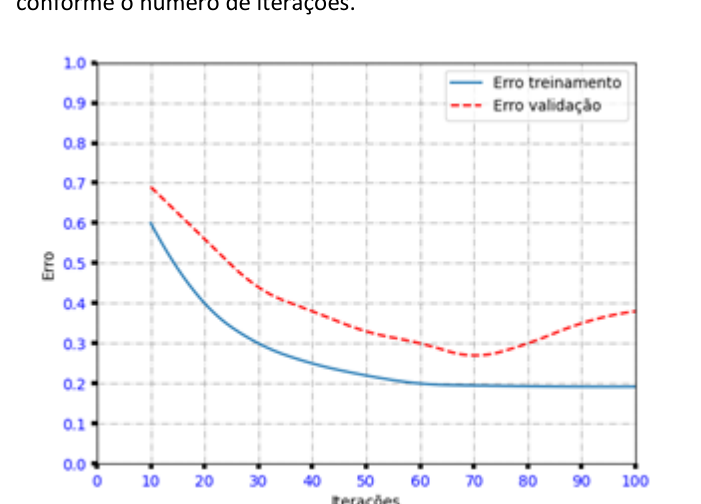 conforme o número de iterações.
1.0
Erro treinamento
0.9
Erro validação
0.8
0.7
0.6
0.5
Erro
0.4
0.3
0.2
0.1
0.0
0 10 20 30 40 50 60 70 80 90 100
Iterações